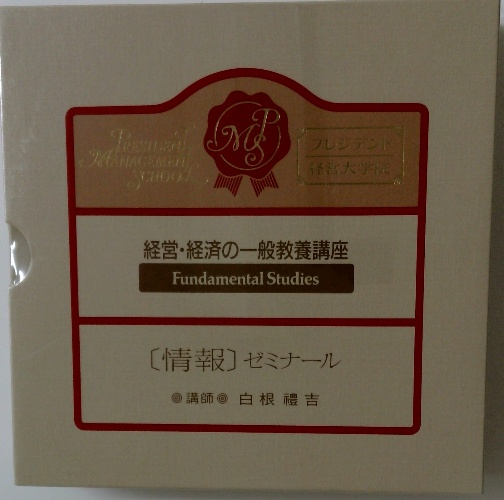 PRESIDENT
MANAGEMENT
SCHOOL
PMS
プレジデント
経営大学院
経営・経済の一般教養講座
Fundamental Studies
〔情報〕ゼミナール
◎講師◎ 白根禮吉